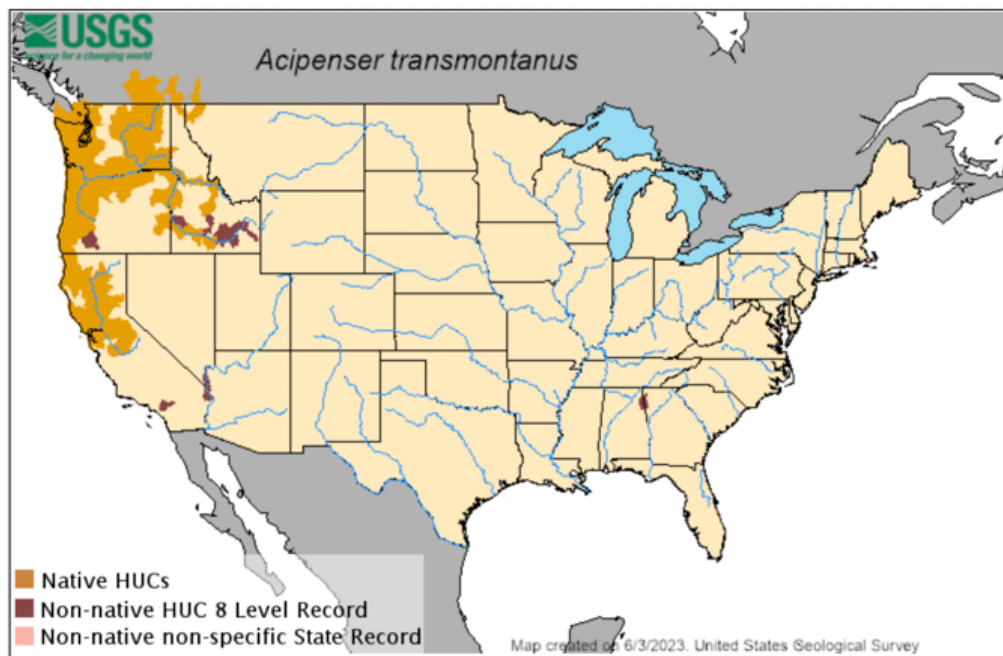 USGS
science for a changing world
Acipenser transmontanus
Native HUCs
Non-native HUC 8 Level Record
Non-native non-specific State Record
Map created on 6/3/2023. United States Geological Survey